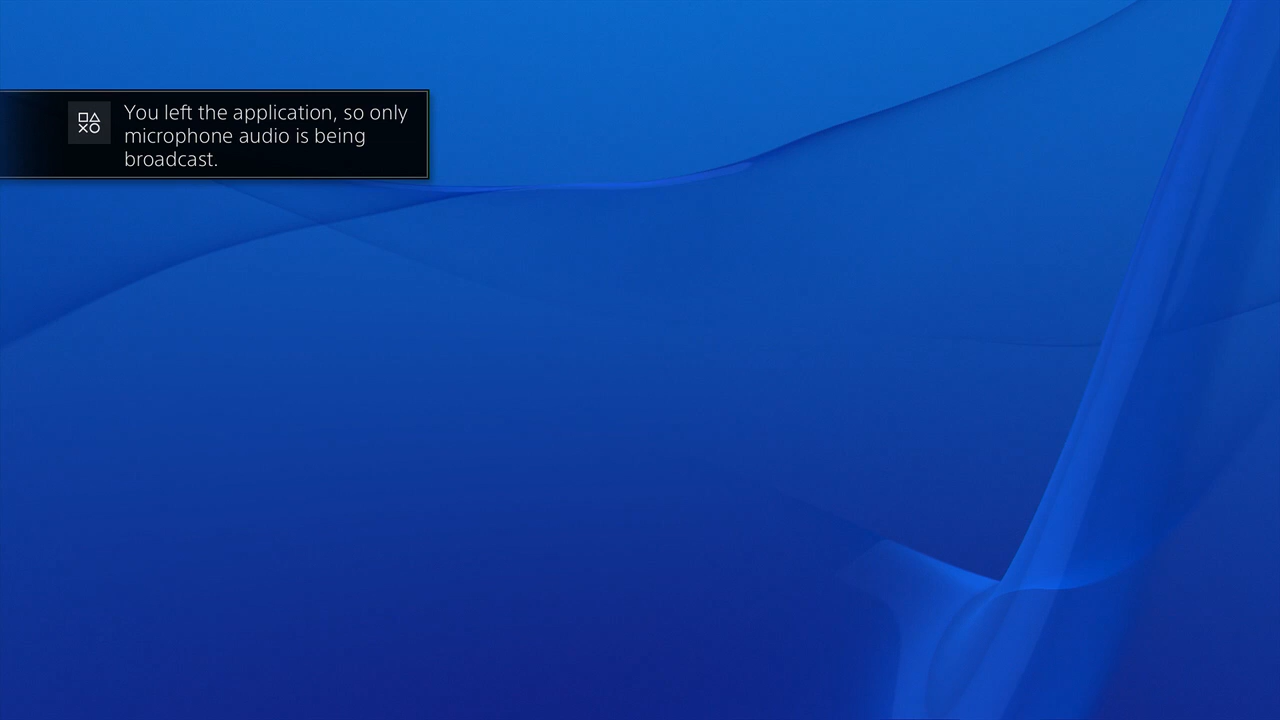 You left the application, so only
microphone audio is being
broadcast.